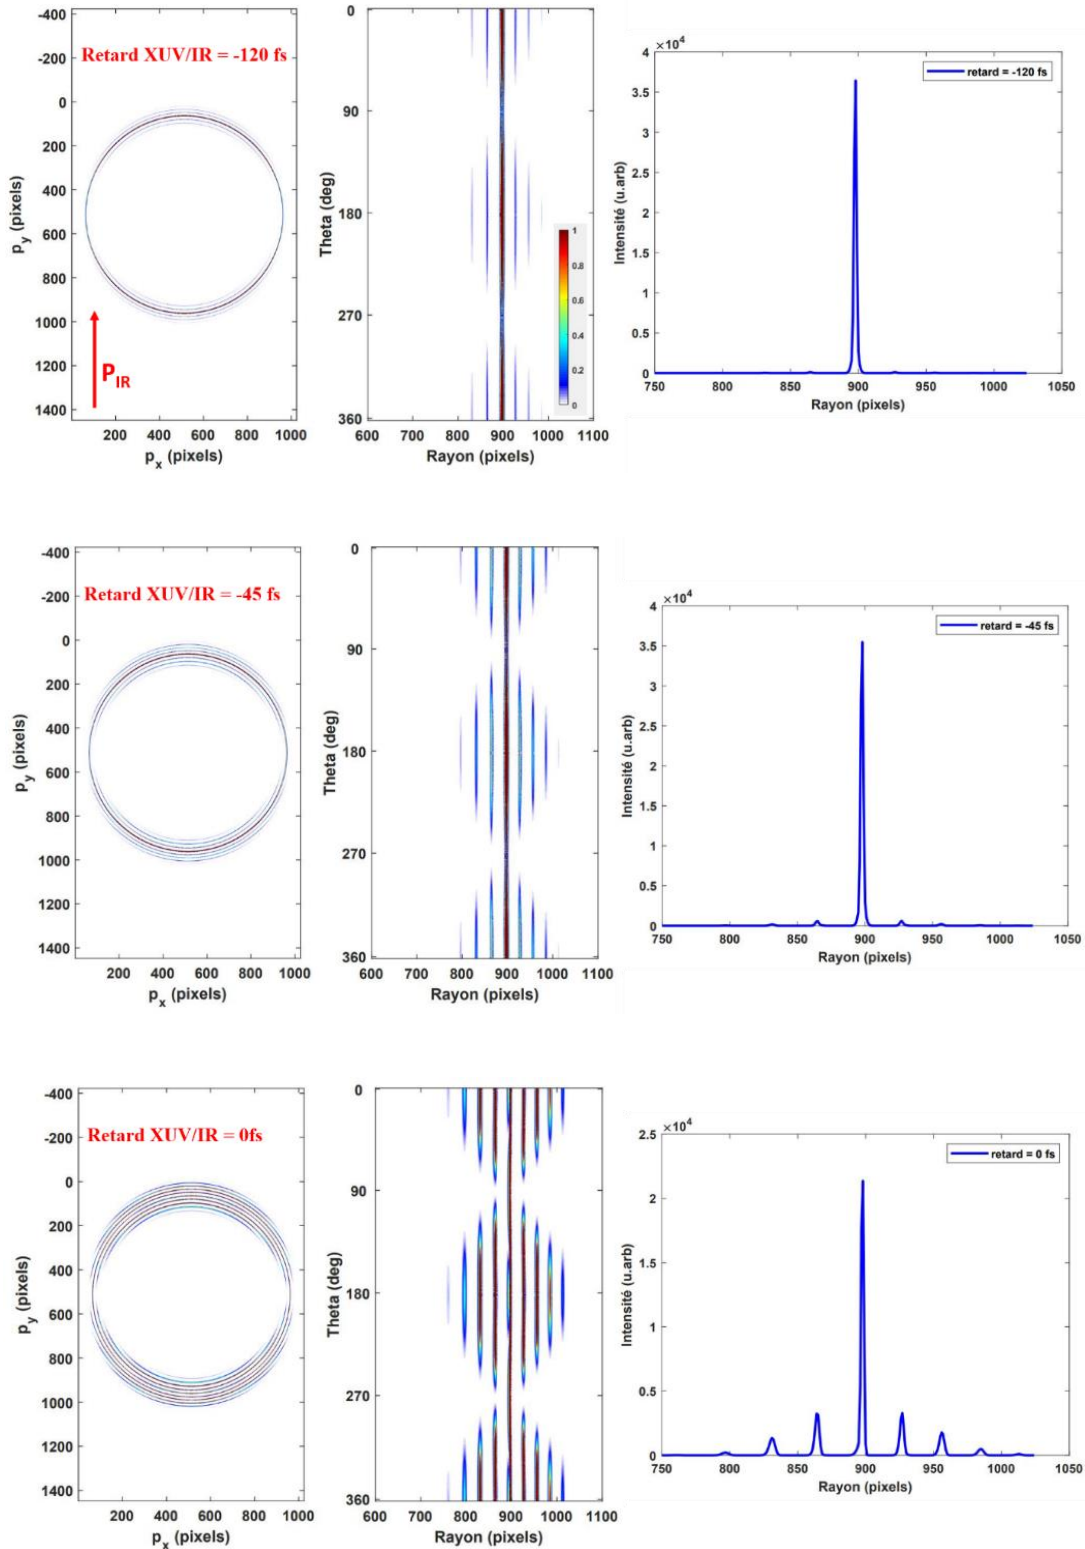 -400
-200
0
200
400
600
800
1000
1200
1400
p_y (pixels)
Retard XUV/IR = -120 fs
P_IR
200 400 600 800 1000
p_x (pixels)
0
90
180
270
360
Theta (deg)
1
0.8
0.6
0.4
0.2
0
600 700 800 900 1000 1100
Rayon (pixels)
×10^4
4
3.5
3
2.5
2
1.5
1
0.5
0
Intensité (u.arb)
retard = -120 fs
750 800 850 900 950 1000 1050
Rayon (pixels)
-400
-200
0
200
400
600
800
1000
1200
1400
p_y (pixels)
Retard XUV/IR = -45 fs
200 400 600 800 1000
p_x (pixels)
0
90
180
270
360
Theta (deg)
600 700 800 900 1000 1100
Rayon (pixels)
×10^4
4
3.5
3
2.5
2
1.5
1
0.5
0
Intensité (u.arb)
retard = -45 fs
750 800 850 900 950 1000 1050
Rayon (pixels)
-400
-200
0
200
400
600
800
1000
1200
1400
p_y (pixels)
Retard XUV/IR = 0fs
200 400 600 800 1000
p_x (pixels)
0
90
180
270
360
Theta (deg)
600 700 800 900 1000 1100
Rayon (pixels)
×10^4
2.5
2
1.5
1
0.5
0
Intensité (u.arb)
retard = 0 fs
750 800 850 900 950 1000 1050
Rayon (pixels)